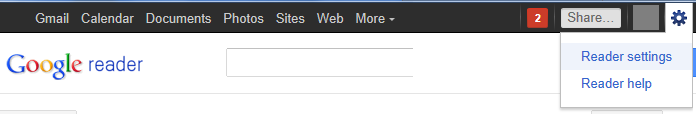 Gmail Calendar Documents Photos Sites Web More 2 Share...
Google reader
Reader settings
Reader help